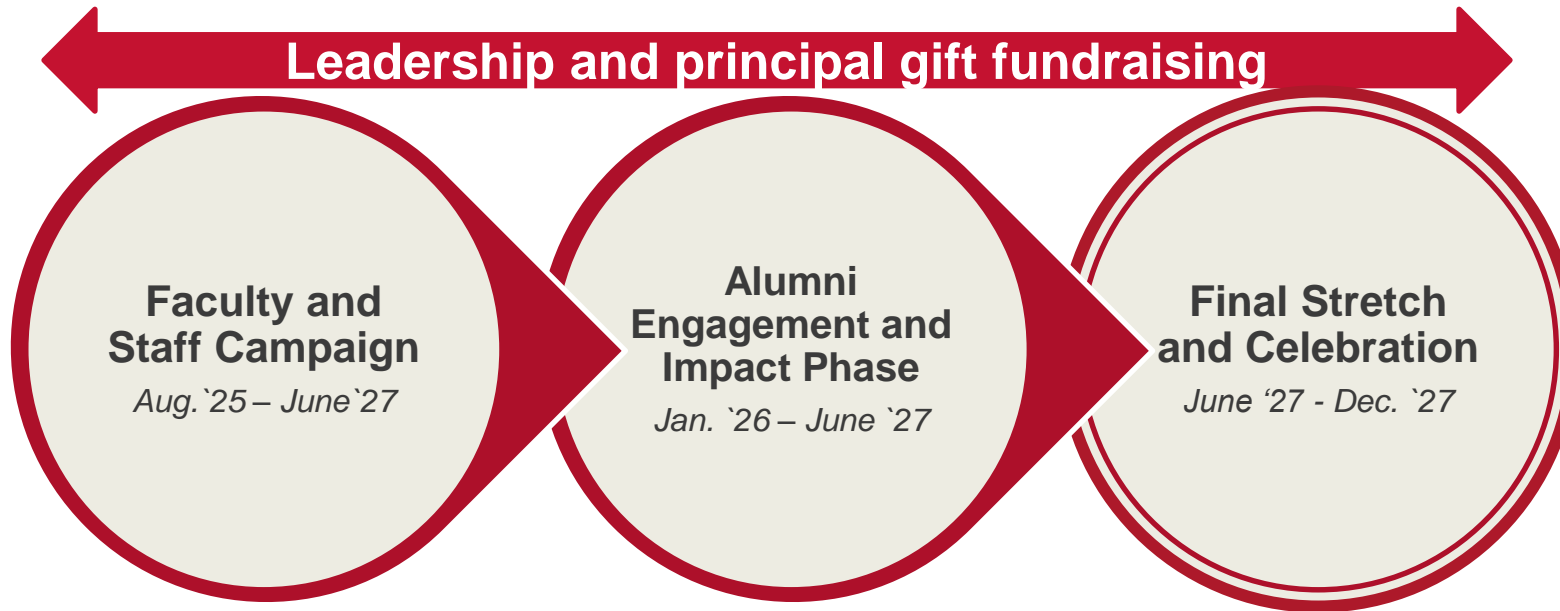 Leadership and principal gift fundraising
Faculty and
Staff Campaign
Aug.`25 – June`27
Alumni
Engagement and
Impact Phase
Jan. `26 – June `27
Final Stretch
and Celebration
June ‘27 - Dec. `27